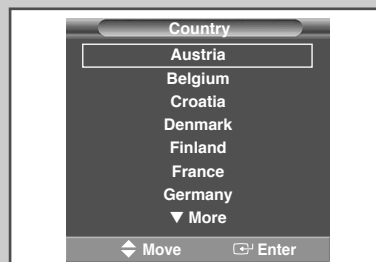 Country
Austria
Belgium
Croatia
Denmark
Finland
France
Germany
▼ More
Move Enter